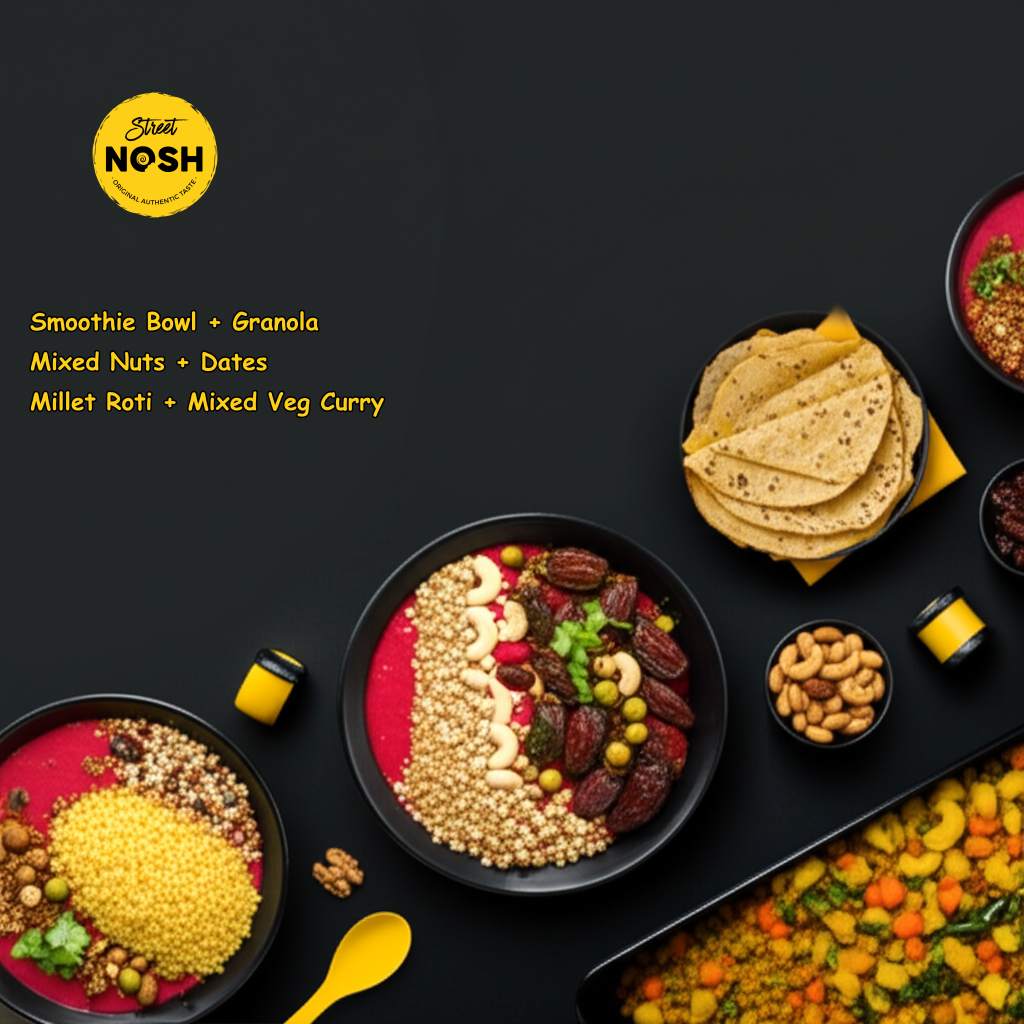 Street
NOSH
· ORIGINAL AUTHENTIC TASTE ·
Smoothie Bowl + Granola
Mixed Nuts + Dates
Millet Roti + Mixed Veg Curry